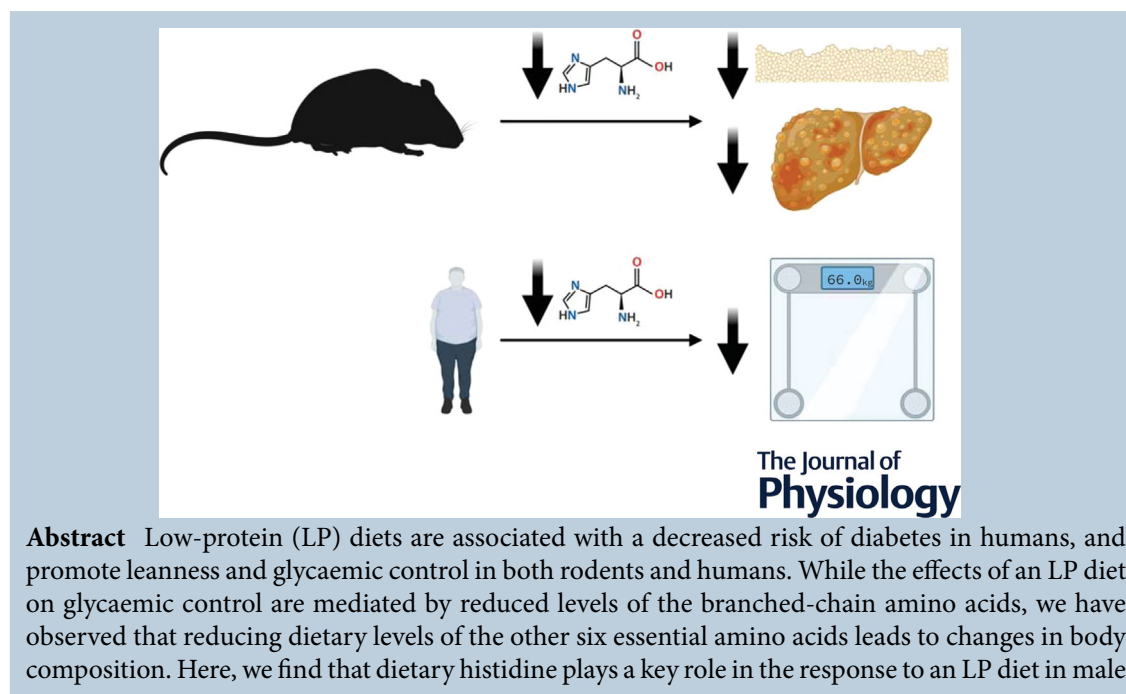 N
O
OH
HN
NH₂
N
O
OH
HN
NH₂
66.0kg
The Journal of
Physiology
Abstract Low-protein (LP) diets are associated with a decreased risk of diabetes in humans, and
promote leanness and glycaemic control in both rodents and humans. While the effects of an LP diet
on glycaemic control are mediated by reduced levels of the branched-chain amino acids, we have
observed that reducing dietary levels of the other six essential amino acids leads to changes in body
composition. Here, we find that dietary histidine plays a key role in the response to an LP diet in male